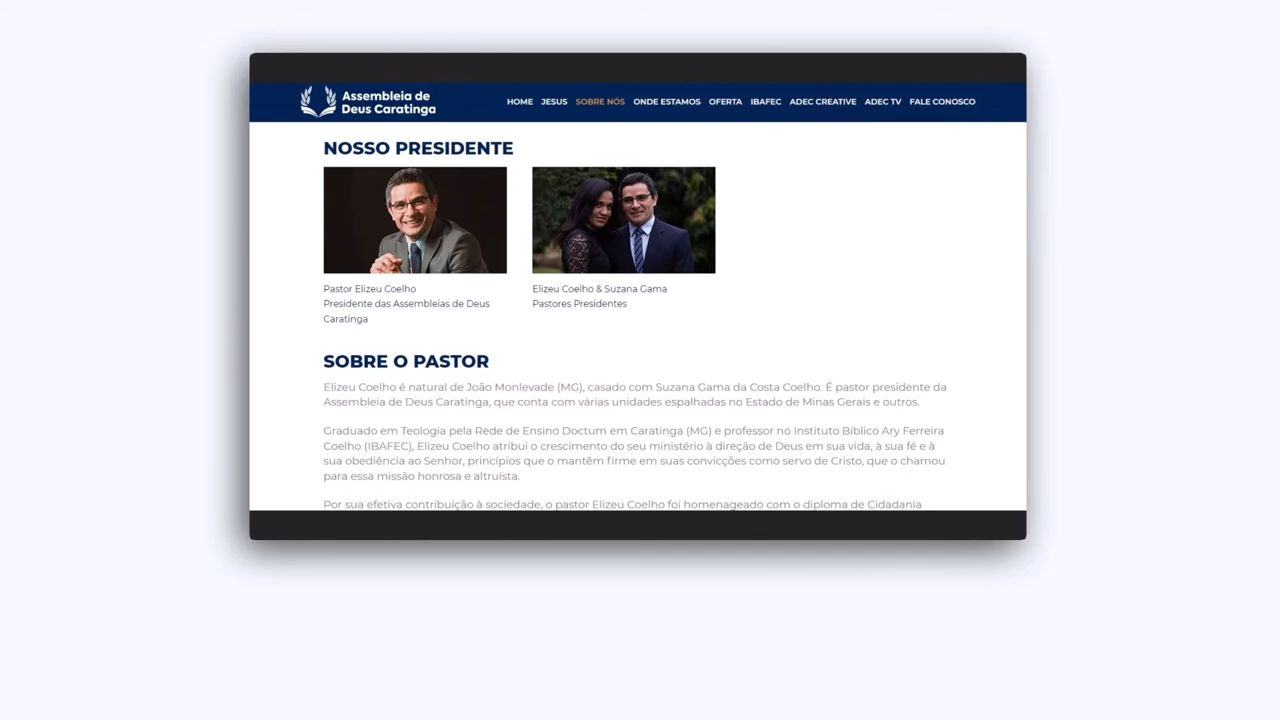 Assembleia de
Deus Caratinga
HOME JESUS SOBRE NÓS ONDE ESTAMOS OFERTA IBAFEC ADEC CREATIVE ADEC TV FALE CONOSCO
NOSSO PRESIDENTE
Pastor Elizeu Coelho
Presidente das Assembleias de Deus
Caratinga
Elizeu Coelho & Suzana Gama
Pastores Presidentes
SOBRE O PASTOR
Elizeu Coelho é natural de João Monlevade (MG), casado com Suzana Gama da Costa Coelho. É pastor presidente da
Assembleia de Deus Caratinga, que conta com várias unidades espalhadas no Estado de Minas Gerais e outros.
Graduado em Teologia pela Rede de Ensino Doctum em Caratinga (MG) e professor no Instituto Bíblico Ary Ferreira
Coelho (IBAFEC), Elizeu Coelho atribui o crescimento do seu ministério à direção de Deus em sua vida, à sua fé e à
sua obediência ao Senhor, princípios que o mantêm firme em suas convicções como servo de Cristo, que o chamou
para essa missão honrosa e altruísta.
Por sua efetiva contribuição à sociedade, o pastor Elizeu Coelho foi homenageado com o diploma de Cidadania